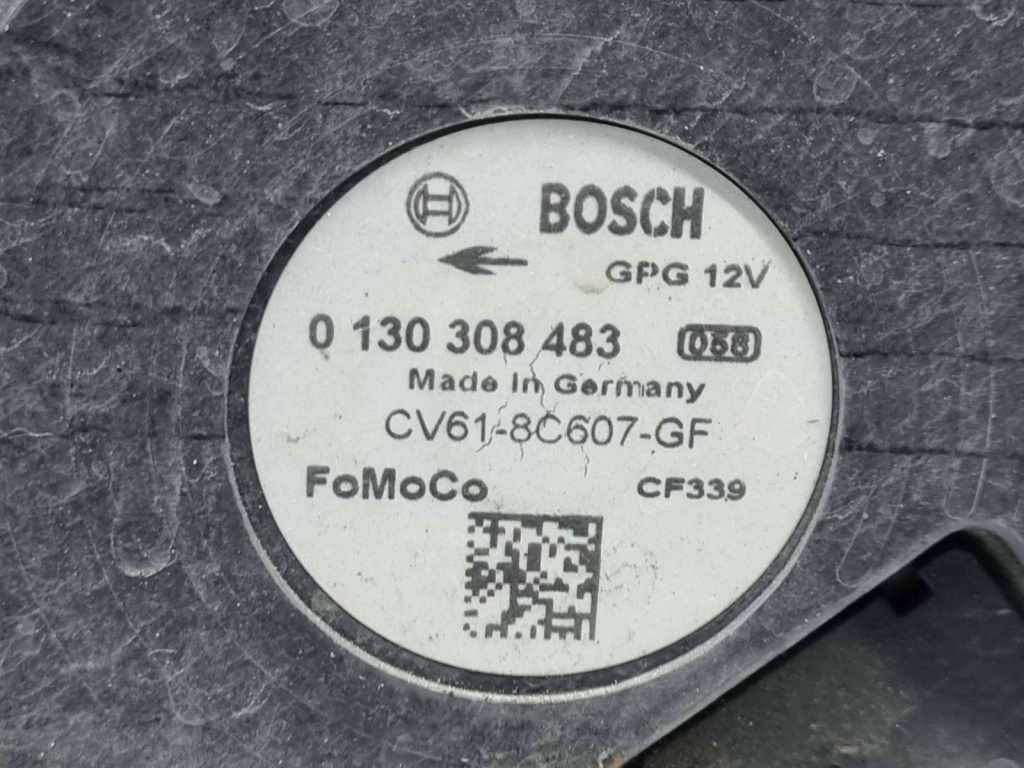 BOSCH
GPG 12V
0 130 308 483 058
Made In Germany
CV61-8C607-GF
FoMoCo CF339